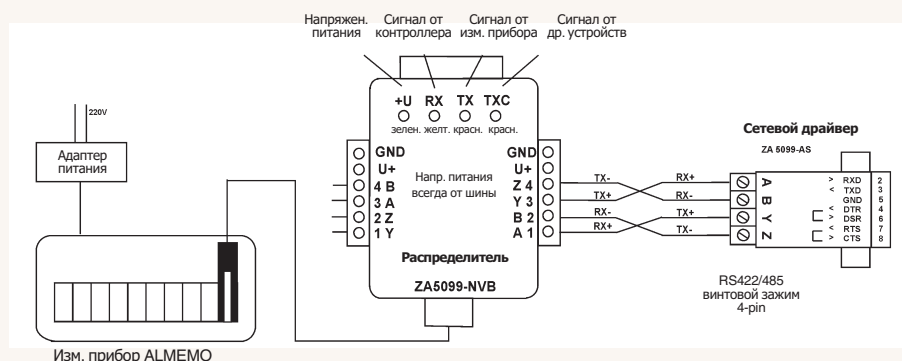 Напряжен. питания
Сигнал от контроллера
Сигнал от изм. прибора
Сигнал от др. устройств
+U RX TX TXC
зелен. желт. красн. красн.
220V
Адаптер
питания
GND
U+
4 B
3 A
2 Z
1 Y
Напр. питания
всегда от шины
GND
U+
Z 4
Y 3
B 2
A 1
Распределитель
ZA5099-NVB
TX- RX+
TX+ RX-
RX- TX+
RX+ TX-
Сетевой драйвер
ZA 5099-AS
A
B
Y
Z
> RXD 2
< TXD 3
GND 5
< DTR 4
> DSR 6
< RTS 7
> CTS 8
RS422/485
винтовой зажим
4-pin
Изм. прибор ALMEMO